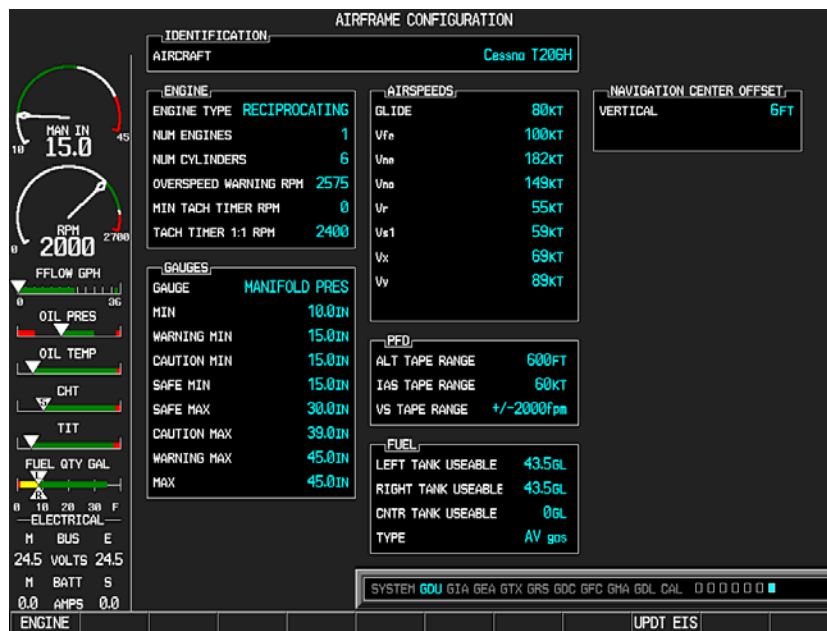 AIRFRAME CONFIGURATION
IDENTIFICATION
AIRCRAFT Cessna T206H
MAN IN
15.0
10 45
RPM
2000
0 2700
FFLOW GPH
0 36
OIL PRES
OIL TEMP
CHT
5
TIT
FUEL QTY GAL
L
R
0 10 20 30 F
ELECTRICAL
M BUS E
24.5 VOLTS 24.5
M BATT S
0.0 AMPS 0.0
ENGINE
ENGINE TYPE RECIPROCATING
NUM ENGINES 1
NUM CYLINDERS 6
OVERSPEED WARNING RPM 2575
MIN TACH TIMER RPM 0
TACH TIMER 1:1 RPM 2400
GAUGES
GAUGE MANIFOLD PRES
MIN 10.0IN
WARNING MIN 15.0IN
CAUTION MIN 15.0IN
SAFE MIN 15.0IN
SAFE MAX 30.0IN
CAUTION MAX 39.0IN
WARNING MAX 45.0IN
MAX 45.0IN
AIRSPEEDS
GLIDE 80KT
Vfe 100KT
Vne 182KT
Vno 149KT
Vr 55KT
Vs1 59KT
Vx 69KT
Vy 89KT
PFD
ALT TAPE RANGE 600FT
IAS TAPE RANGE 60KT
VS TAPE RANGE +/-2000fpm
FUEL
LEFT TANK USEABLE 43.5GL
RIGHT TANK USEABLE 43.5GL
CNTR TANK USEABLE 0GL
TYPE AV gas
NAVIGATION CENTER OFFSET
VERTICAL 6FT
SYSTEM GDU GIA GEA GTX GRS GDC GFC GMA GDL CAL
ENGINE UPDT EIS